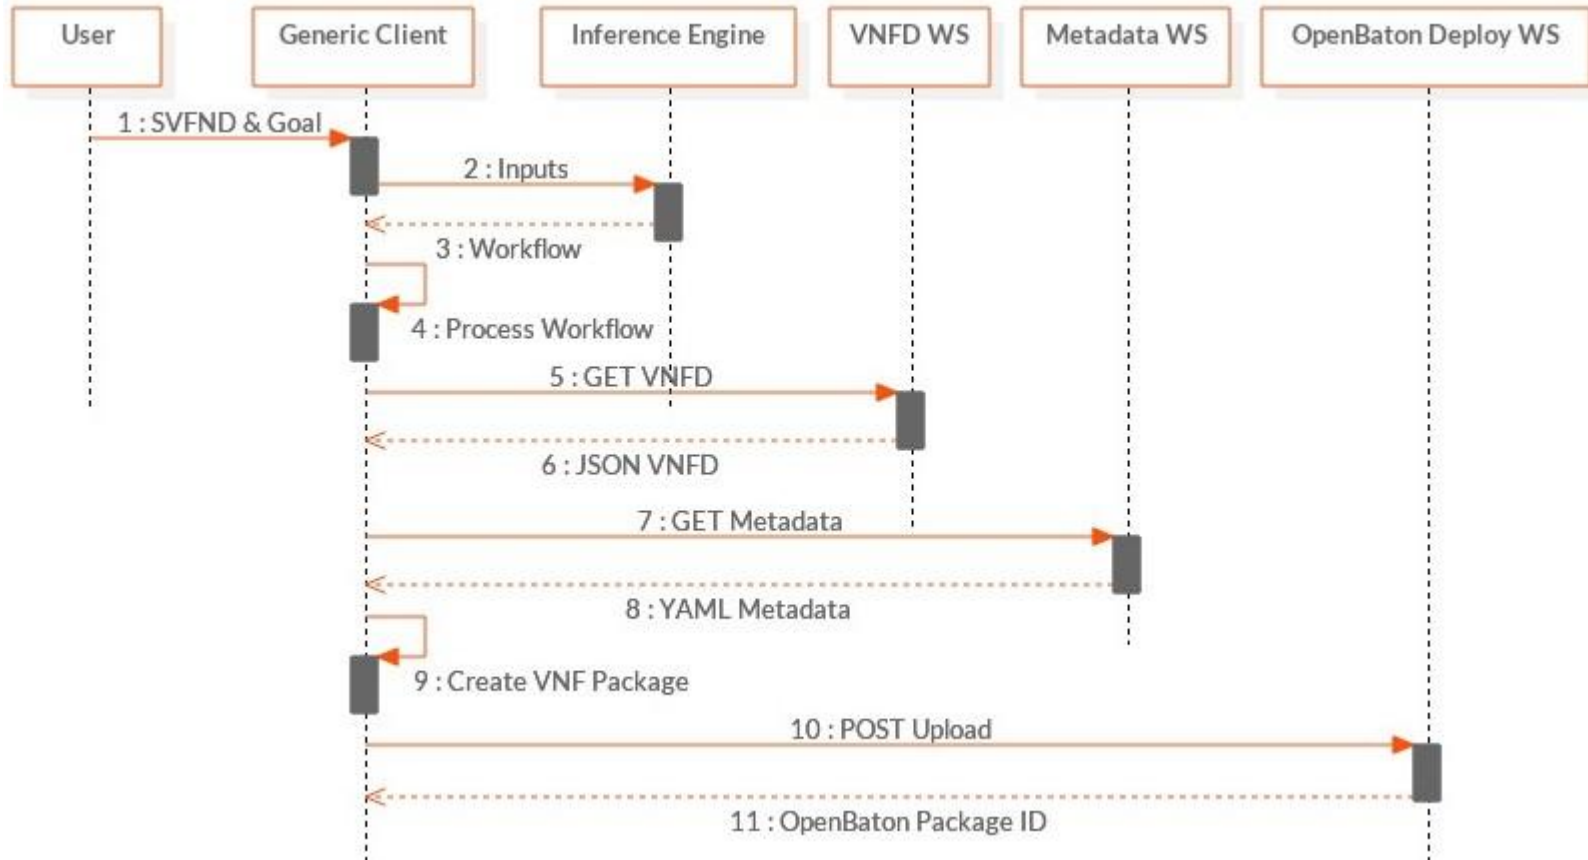 User
Generic Client
Inference Engine
VNFD WS
Metadata WS
OpenBaton Deploy WS
1 : SVFND & Goal
2 : Inputs
3 : Workflow
4 : Process Workflow
5 : GET VNFD
6 : JSON VNFD
7 : GET Metadata
8 : YAML Metadata
9 : Create VNF Package
10 : POST Upload
11 : OpenBaton Package ID